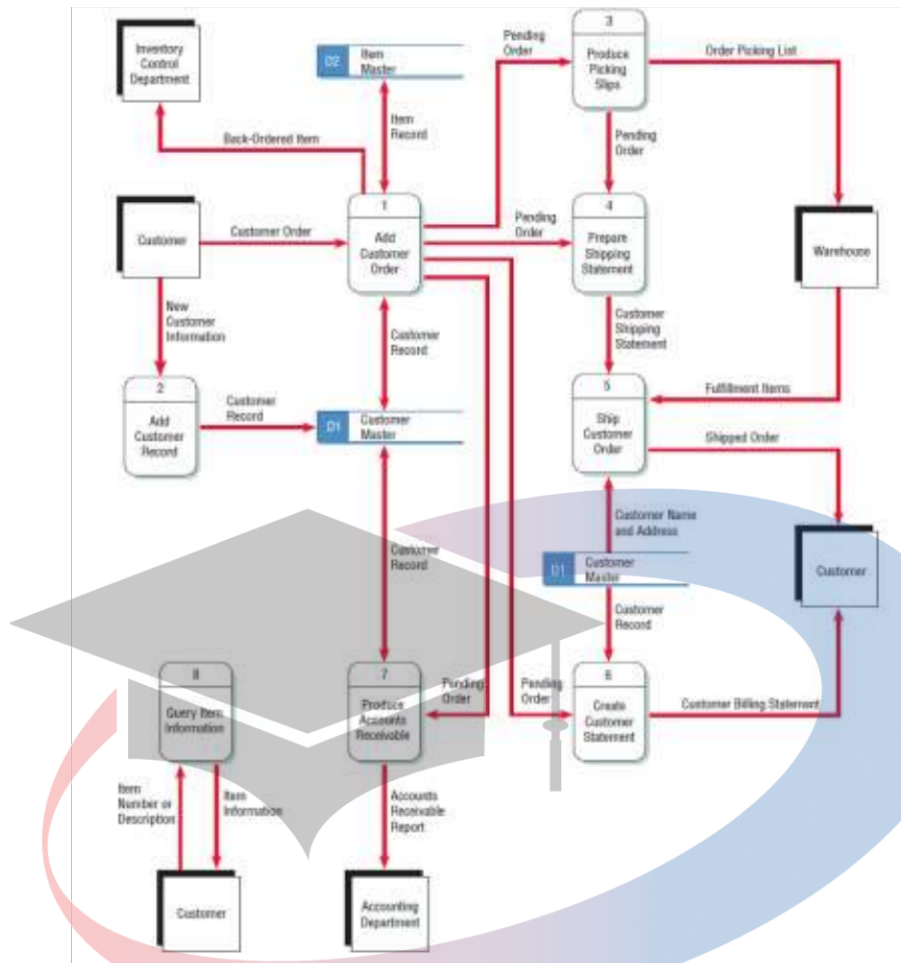 3
Produce
Picking
Slips
Pending
Order
Order Picking List
Inventory
Control
Department
D2
Item
Master
Item
Record
Back-Ordered Item
Pending
Order
1
Add
Customer
Order
4
Prepare
Shipping
Statement
Customer
Customer Order
Pending
Order
Warehouse
New
Customer
Information
Customer
Record
Customer
Shipping
Statement
2
Add
Customer
Record
Customer
Record
D1
Customer
Master
5
Ship
Customer
Order
Fulfillment Items
Shipped Order
Customer
Record
Customer Name
and Address
D1
Customer
Master
Customer
Customer
Record
8
Query Item
Information
7
Produce
Accounts
Receivable
Pending
Order
Pending
Order
6
Create
Customer
Statement
Customer Billing Statement
Item
Number or
Description
Item
Information
Accounts
Receivable
Report
Customer
Accounting
Department